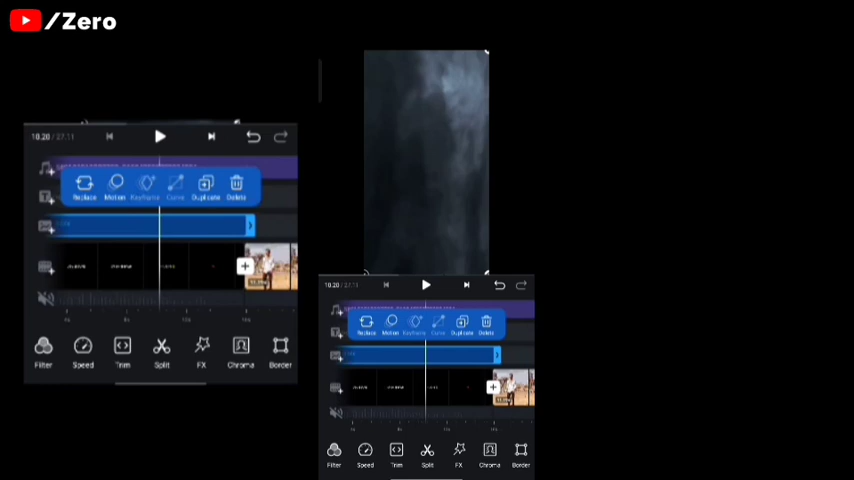 /Zero
10.20 / 27.11
Replace Motion Keyframe Curve Duplicate Delete
Filter Speed Trim Split FX Chroma Border
10.20 / 27.11
Replace Motion Keyframe Curve Duplicate Delete
Filter Speed Trim Split FX Chroma Border